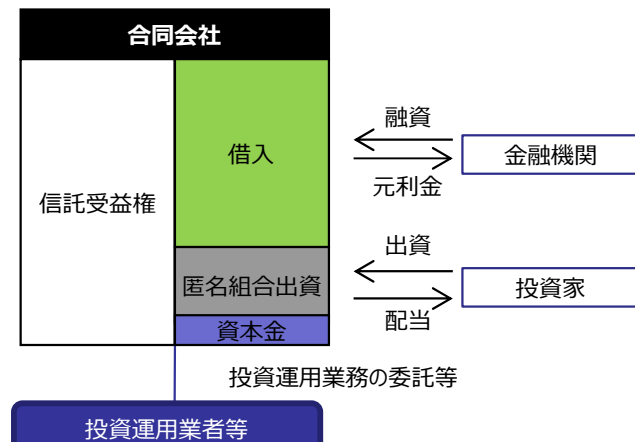 合同会社
信託受益権
借入
匿名組合出資
資本金
融資
元利金
金融機関
出資
配当
投資家
投資運用業務の委託等
投資運用業者等